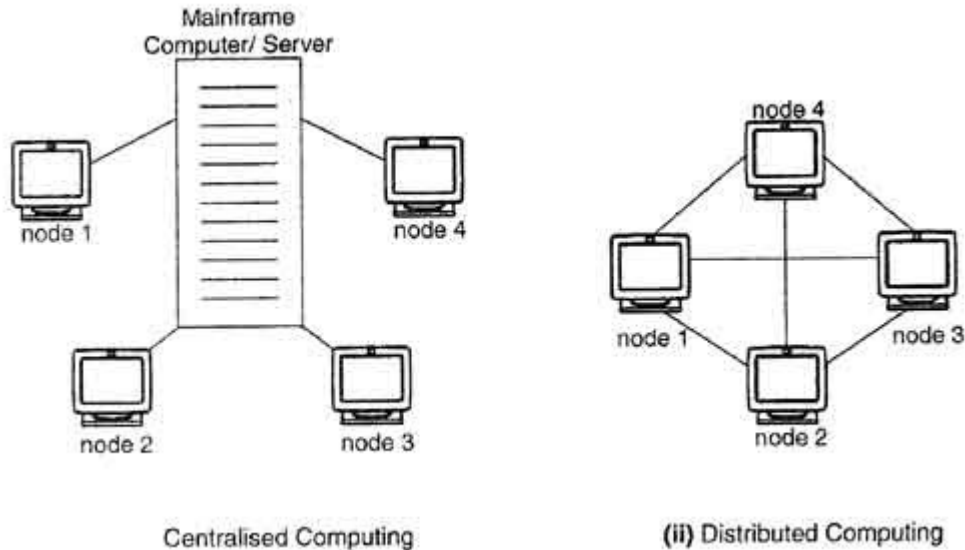 Mainframe
Computer/ Server
node 1
node 4
node 2
node 3
Centralised Computing
node 4
node 1
node 3
node 2
(ii) Distributed Computing